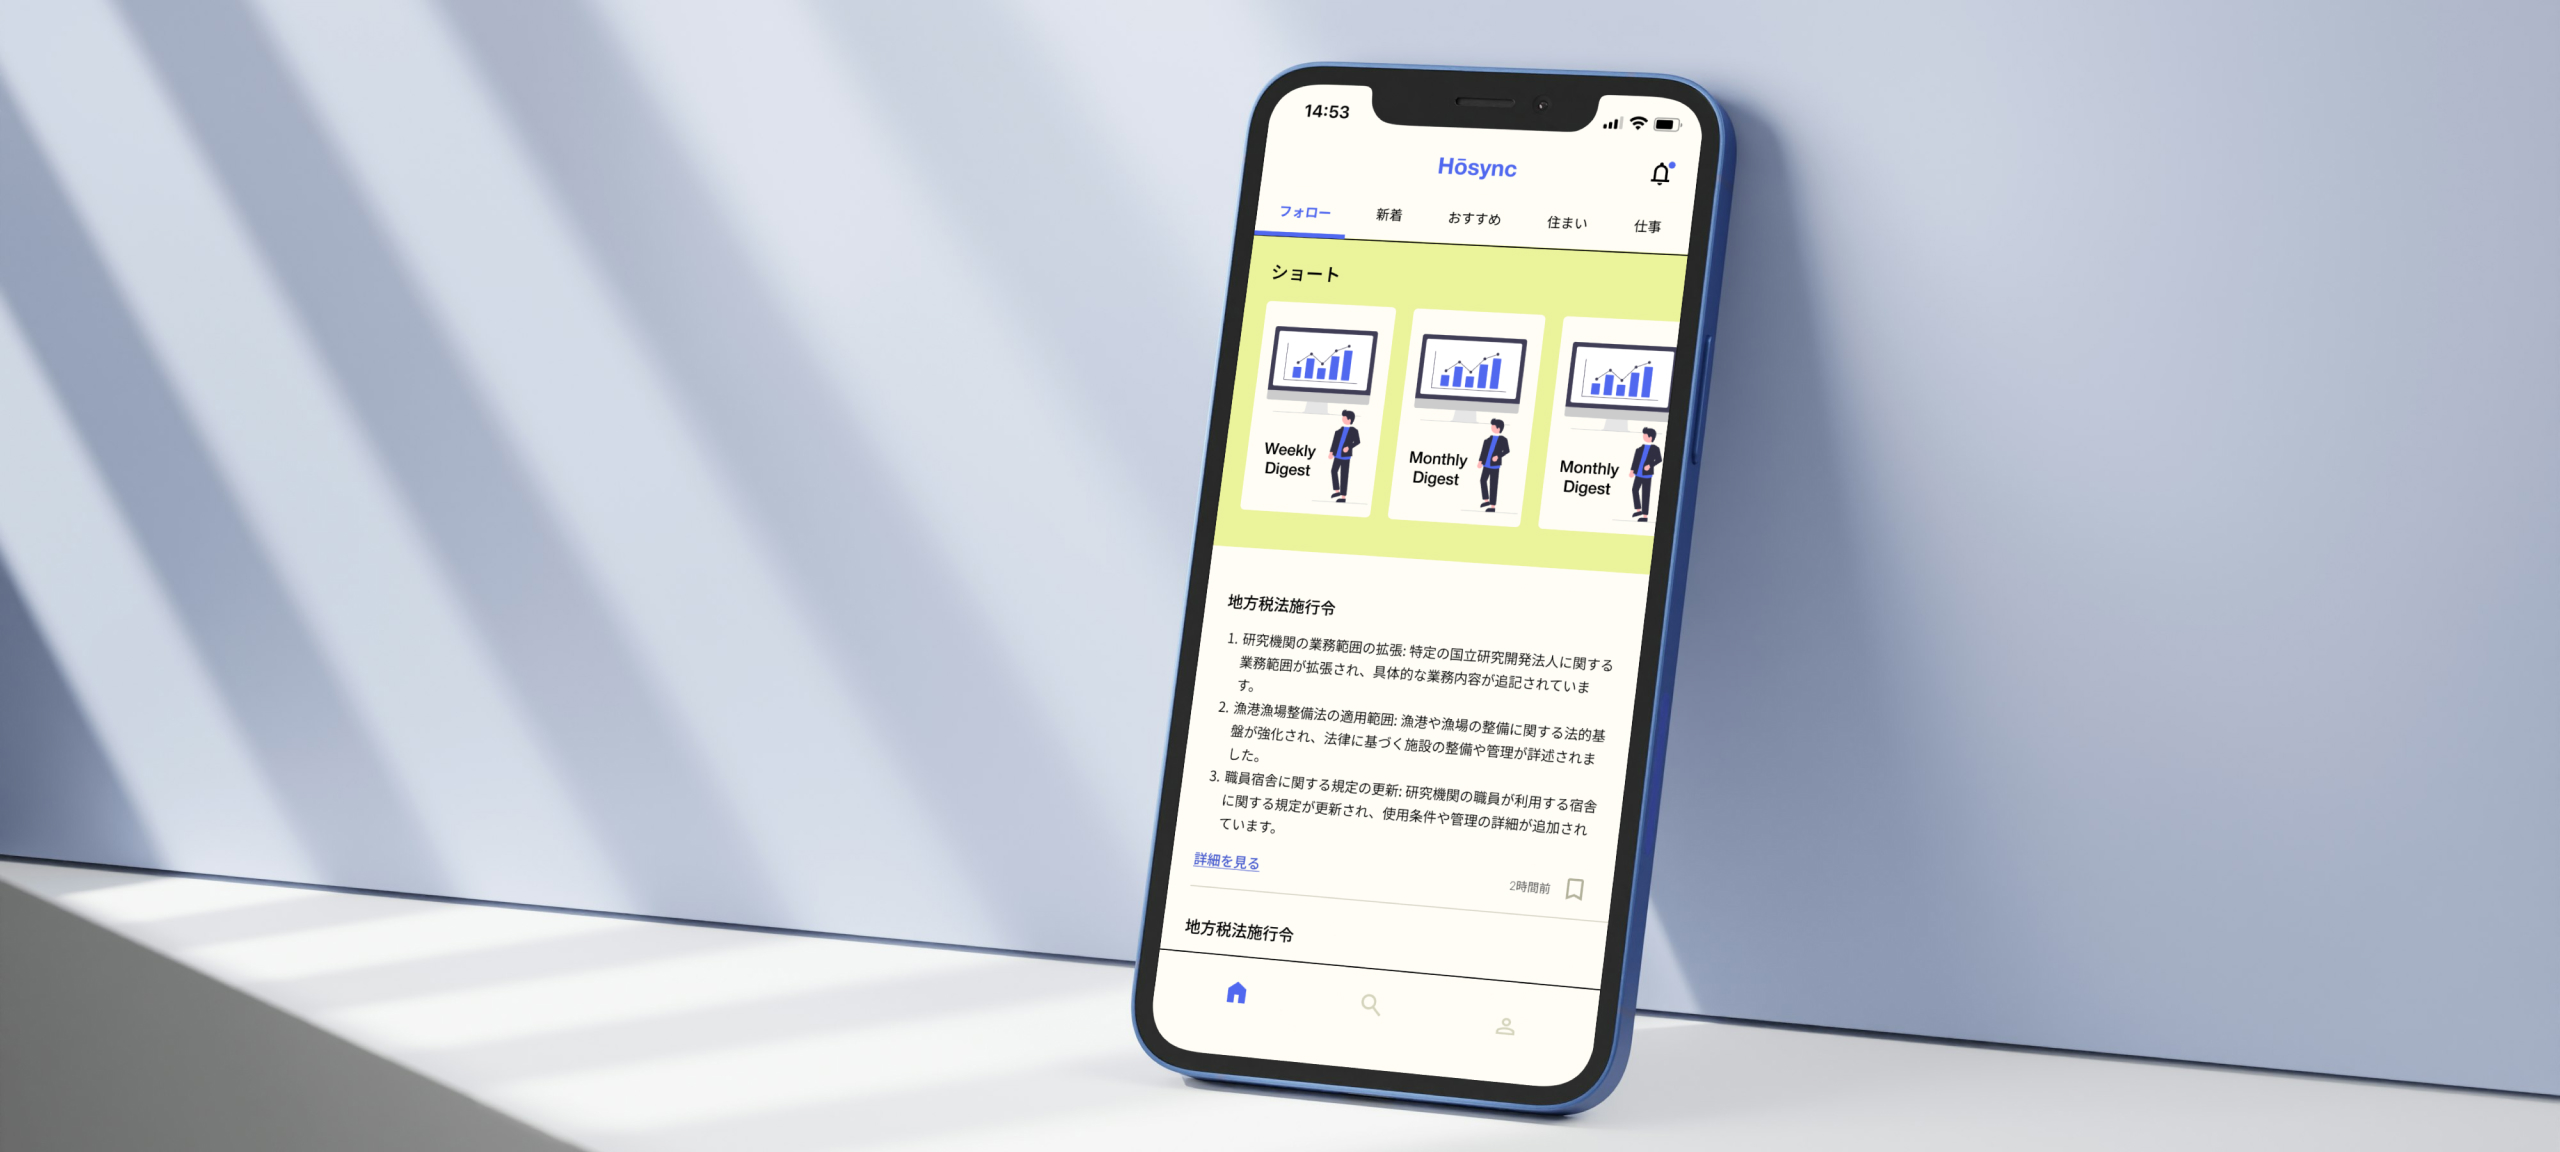 14:53
Hōsync
フォロー 新着 おすすめ 住まい 仕事
ショート
Weekly
Digest
Monthly
Digest
Monthly
Digest
地方税法施行令
1. 研究機関の業務範囲の拡張: 特定の国立研究開発法人に関する
業務範囲が拡張され、具体的な業務内容が追記されていま
す。
2. 漁港漁場整備法の適用範囲: 漁港や漁場の整備に関する法的基
盤が強化され、法律に基づく施設の整備や管理が詳述されま
した。
3. 職員宿舎に関する規定の更新: 研究機関の職員が利用する宿舎
に関する規定が更新され、使用条件や管理の詳細が追加され
ています。
詳細を見る
2時間前
地方税法施行令